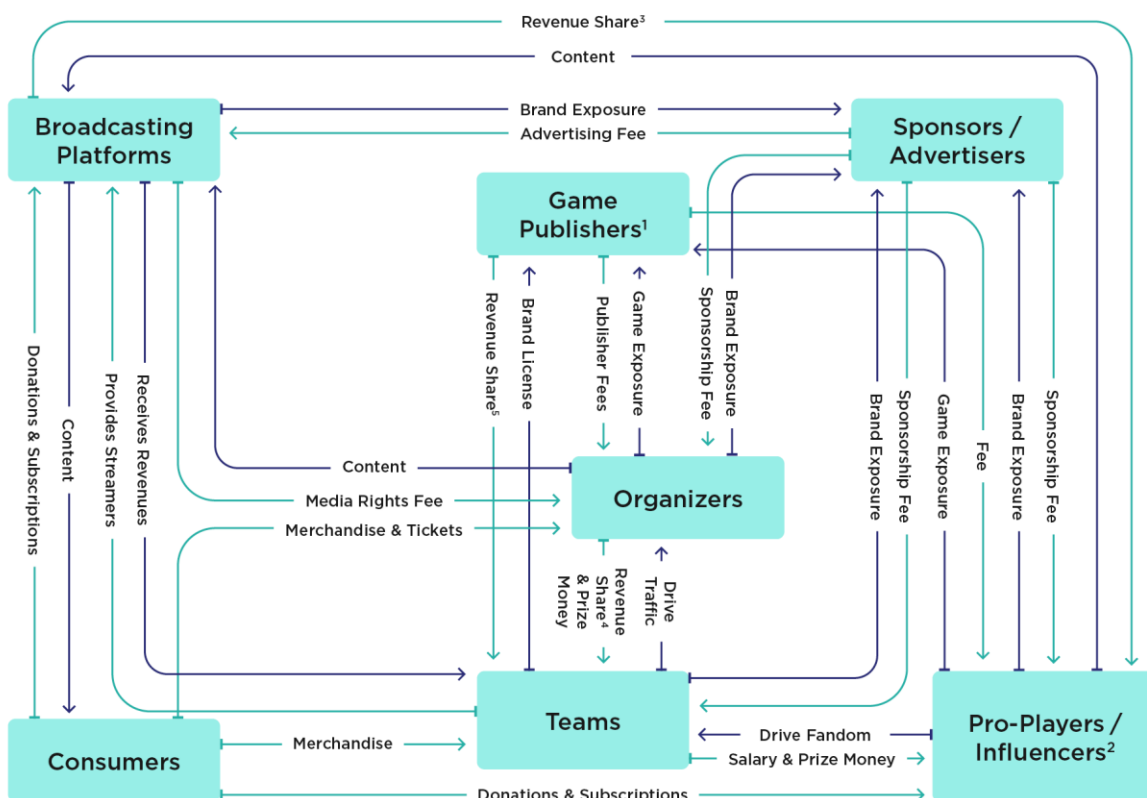 Revenue Share³
Content
Brand Exposure
Advertising Fee
Broadcasting
Platforms
Sponsors /
Advertisers
Game
Publishers¹
Donations & Subscriptions
Content
Provides Streamers
Receives Revenues
Revenue Share⁵
Brand License
Publisher Fees
Game Exposure
Sponsorship Fee
Brand Exposure
Brand Exposure
Sponsorship Fee
Game Exposure
Fee
Brand Exposure
Sponsorship Fee
Content
Media Rights Fee
Merchandise & Tickets
Organizers
Revenue
Share⁴
& Prize
Money
Drive
Traffic
Consumers
Merchandise
Teams
Drive Fandom
Salary & Prize Money
Pro-Players /
Influencers²
Donations & Subscriptions